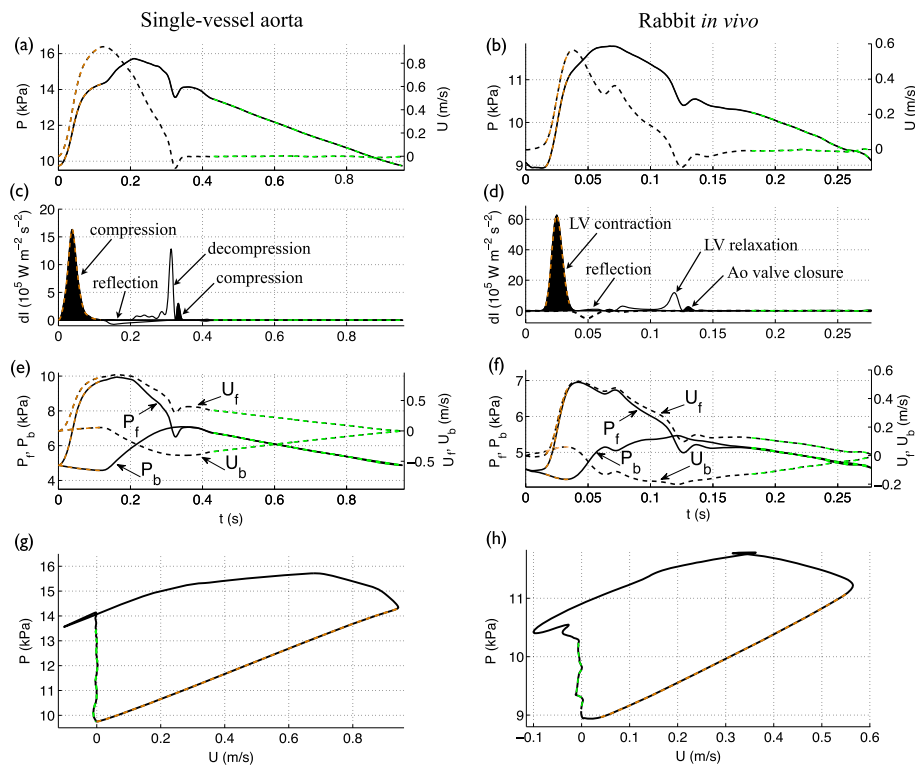 Single-vessel aorta
Rabbit in vivo
(a)
P (kPa)
16
14
12
10
0.8
0.6
0.4
0.2
0
U (m/s)
0 0.2 0.4 0.6 0.8
(b)
P (kPa)
11
10
9
0.6
0.4
0.2
0
U (m/s)
0 0.05 0.1 0.15 0.2 0.25
(c)
dI (10⁵ W m⁻² s⁻²)
20
15
10
5
0
compression
reflection
decompression
compression
0 0.2 0.4 0.6 0.8
(d)
dI (10⁵ W m⁻² s⁻²)
60
40
20
0
LV contraction
reflection
LV relaxation
Ao valve closure
0 0.05 0.1 0.15 0.2 0.25
(e)
Pf, Pb (kPa)
10
8
6
4
Uf
Pf
Pb
Ub
0.5
0
−0.5
Uf, Ub (m/s)
0 0.2 0.4 0.6 0.8
t (s)
(f)
Pf, Pb (kPa)
7
6
5
Pf
Uf
Pb
Ub
0.6
0.4
0.2
0
−0.2
Uf, Ub (m/s)
0 0.05 0.1 0.15 0.2 0.25
t (s)
(g)
P (kPa)
16
15
14
13
12
11
10
0 0.2 0.4 0.6 0.8
U (m/s)
(h)
P (kPa)
11
10
9
−0.1 0 0.1 0.2 0.3 0.4 0.5 0.6
U (m/s)